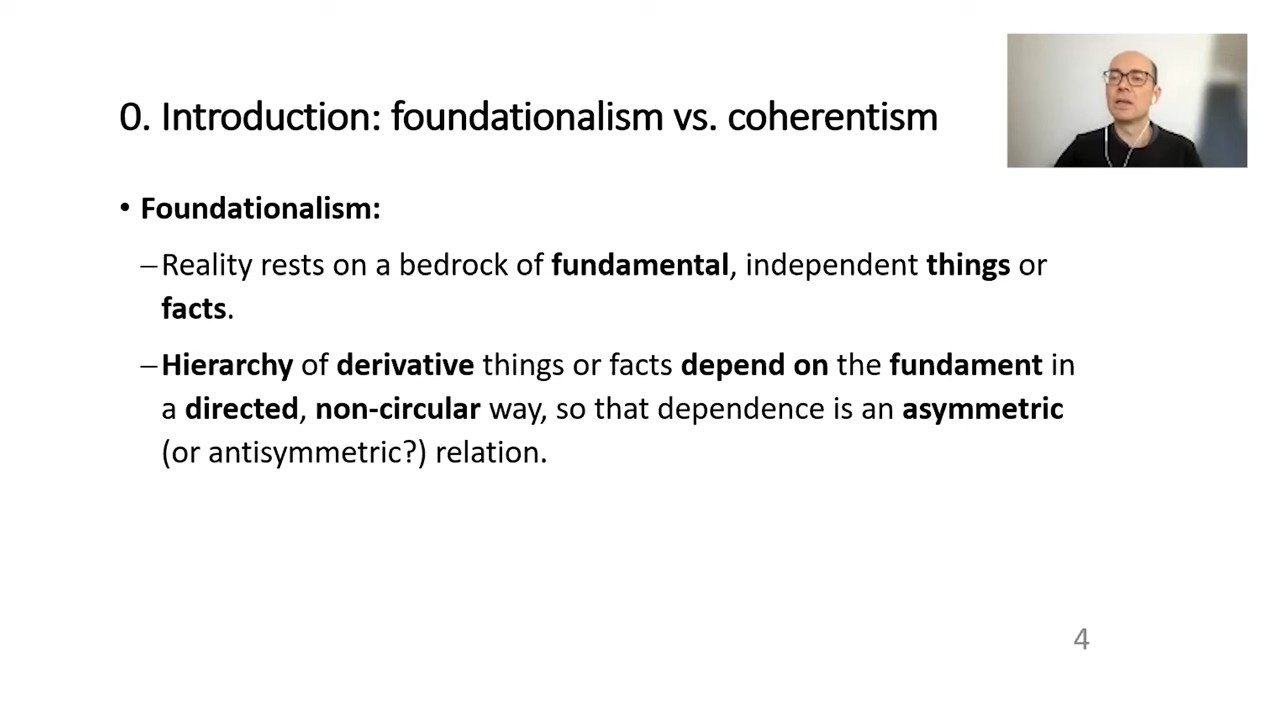 0. Introduction: foundationalism vs. coherentism
• Foundationalism:
–Reality rests on a bedrock of fundamental, independent things or
facts.
–Hierarchy of derivative things or facts depend on the fundament in
a directed, non-circular way, so that dependence is an asymmetric
(or antisymmetric?) relation.
4